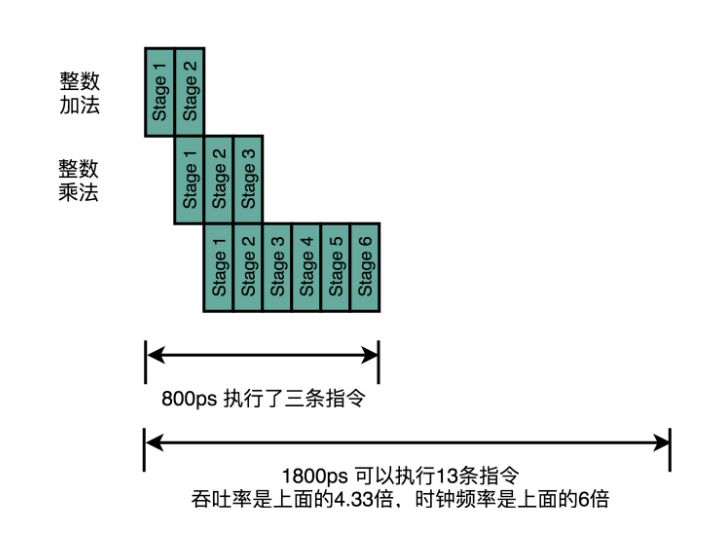 整数
加法
Stage 1
Stage 2
整数
乘法
Stage 1
Stage 2
Stage 3
Stage 1
Stage 2
Stage 3
Stage 4
Stage 5
Stage 6
800ps 执行了三条指令
1800ps 可以执行13条指令
吞吐率是上面的4.33倍，时钟频率是上面的6倍